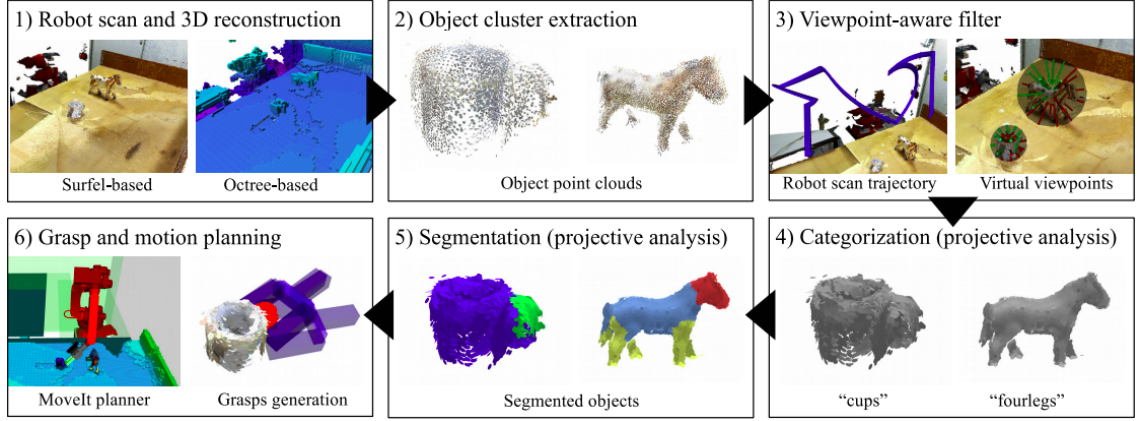 1) Robot scan and 3D reconstruction
Surfel-based
Octree-based
2) Object cluster extraction
Object point clouds
3) Viewpoint-aware filter
Robot scan trajectory
Virtual viewpoints
4) Categorization (projective analysis)
“cups”
“fourlegs”
5) Segmentation (projective analysis)
Segmented objects
6) Grasp and motion planning
MoveIt planner
Grasps generation